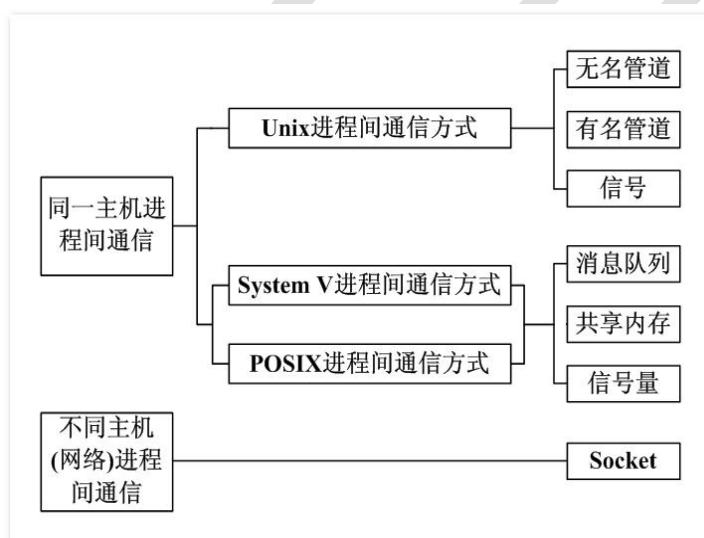 无名管道
Unix进程间通信方式
有名管道
信号
同一主机进
程间通信
消息队列
System V进程间通信方式
共享内存
POSIX进程间通信方式
信号量
不同主机
(网络)进程
间通信
Socket